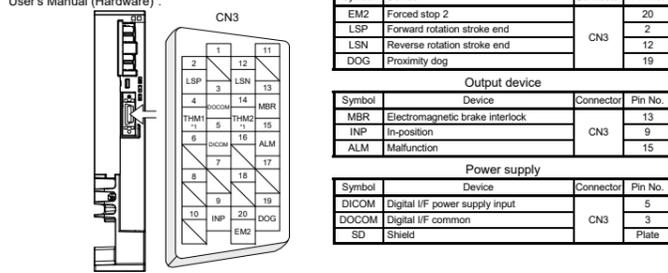 User's Manual (Hardware)".
CN3
1
11
2
12
LSP
LSN
3
13
4
DOCOM
14
MBR
THM1
*1
5
THM2
*1
15
6
DICOM
16
ALM
7
17
8
18
9
19
10
INP
20
DOG
EM2
EM2 Forced stop 2 CN3 20
LSP Forward rotation stroke end 2
LSN Reverse rotation stroke end 12
DOG Proximity dog 19
Output device
Symbol Device Connector Pin No.
MBR Electromagnetic brake interlock CN3 13
INP In-position 9
ALM Malfunction 15
Power supply
Symbol Device Connector Pin No.
DICOM Digital I/F power supply input CN3 5
DOCOM Digital I/F common 3
SD Shield Plate